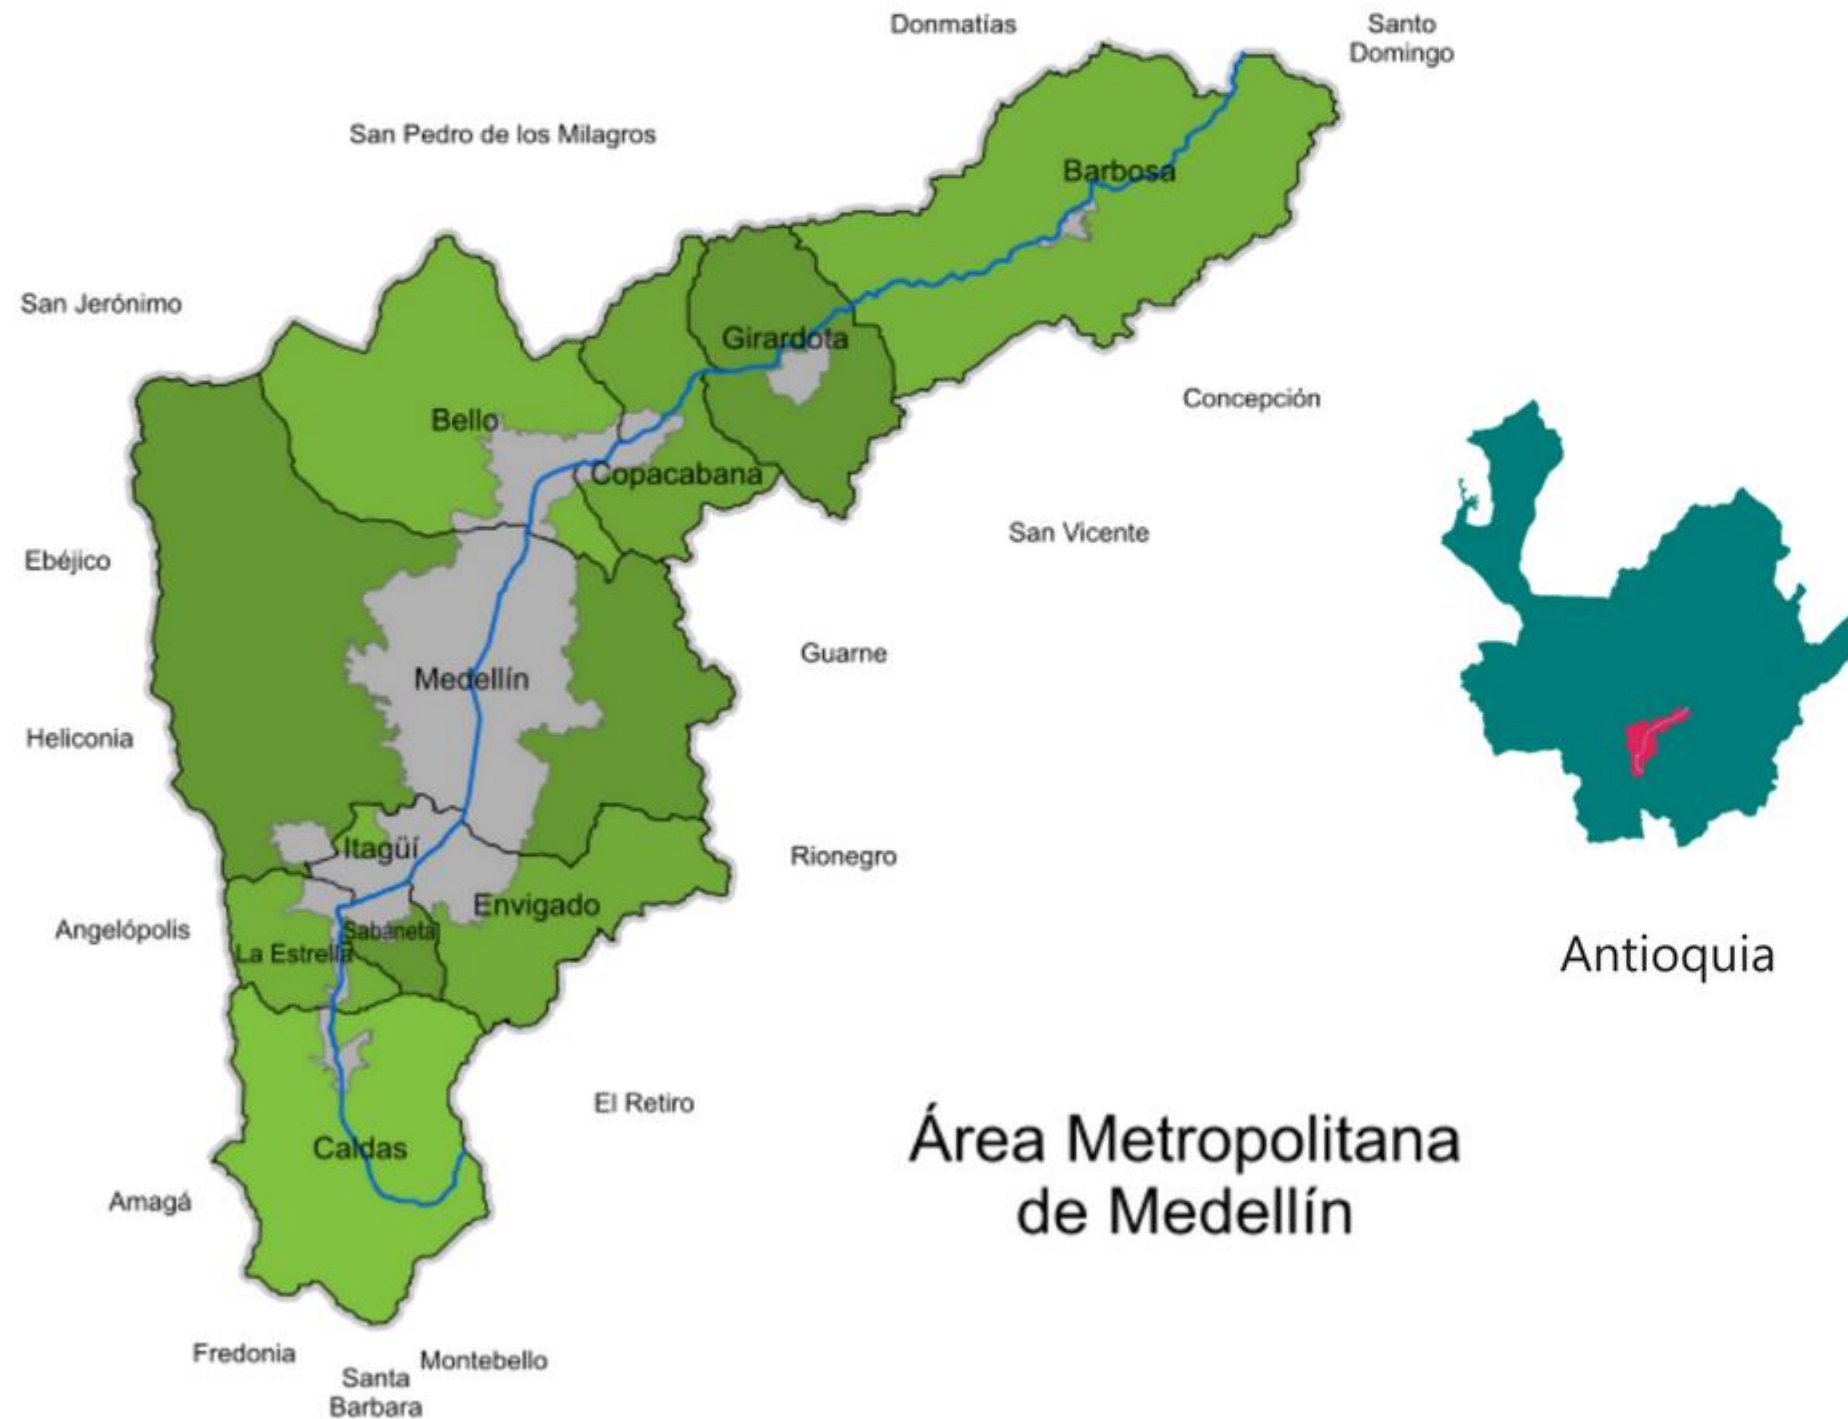 Donmatías
Santo
Domingo
San Pedro de los Milagros
Barbosa
San Jerónimo
Girardota
Concepción
Bello
Copacabana
San Vicente
Ebéjico
Guarne
Medellín
Heliconia
Itagüí
Rionegro
Envigado
Angelópolis
Sabaneta
La Estrella
Antioquia
El Retiro
Área Metropolitana
de Medellín
Caldas
Amagá
Fredonia
Montebello
Santa
Barbara